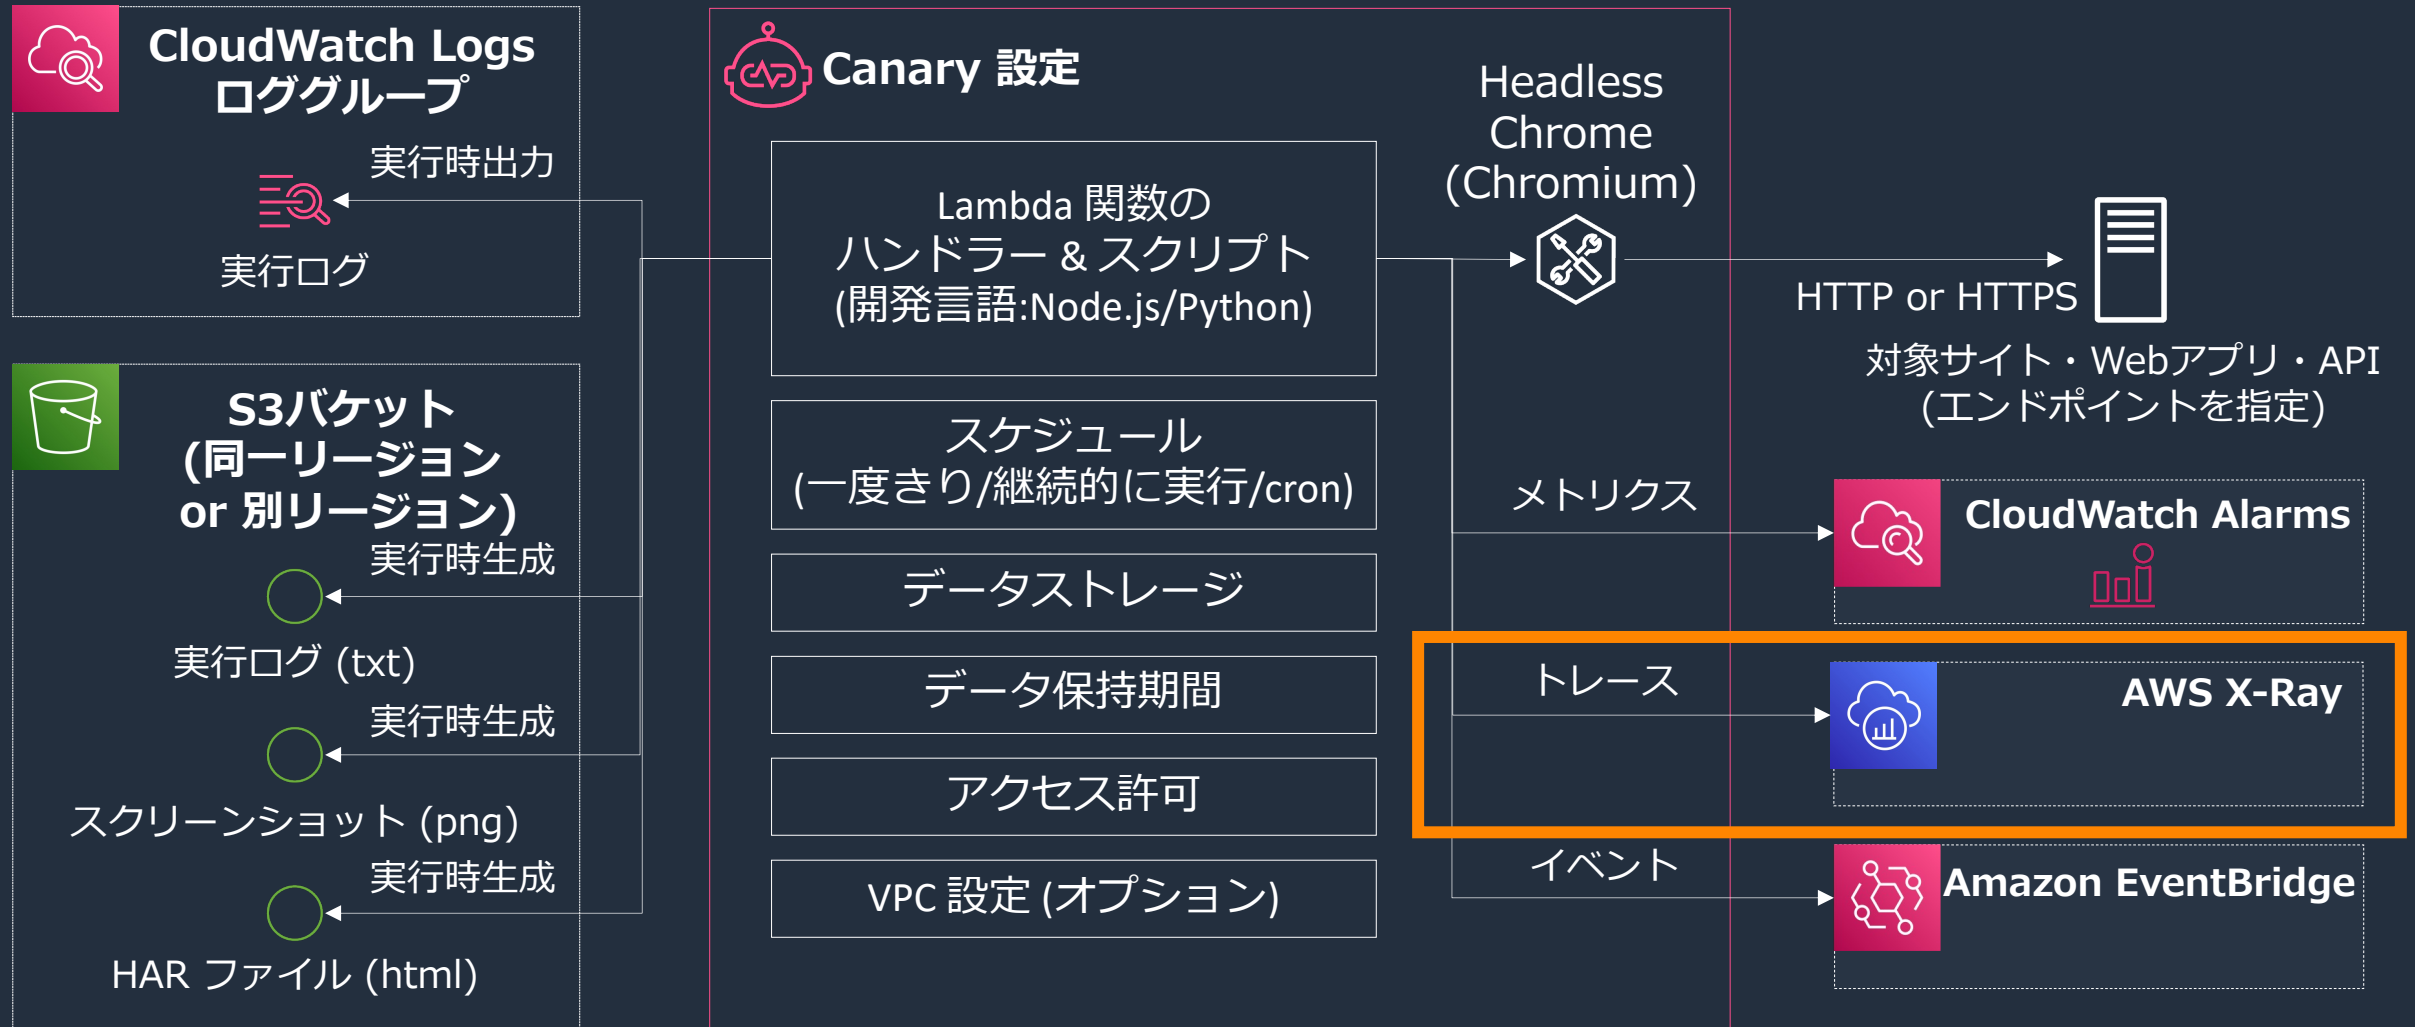 CloudWatch Logs
ロググループ
実行時出力
実行ログ
S3バケット
(同一リージョン
or 別リージョン)
実行時生成
実行ログ (txt)
実行時生成
スクリーンショット (png)
実行時生成
HAR ファイル (html)
Canary 設定
Lambda 関数の
ハンドラー & スクリプト
(開発言語:Node.js/Python)
スケジュール
(一度きり/継続的に実行/cron)
データストレージ
データ保持期間
アクセス許可
VPC 設定 (オプション)
Headless
Chrome
(Chromium)
HTTP or HTTPS
対象サイト・Webアプリ・API
(エンドポイントを指定)
メトリクス
CloudWatch Alarms
トレース
AWS X-Ray
イベント
Amazon EventBridge